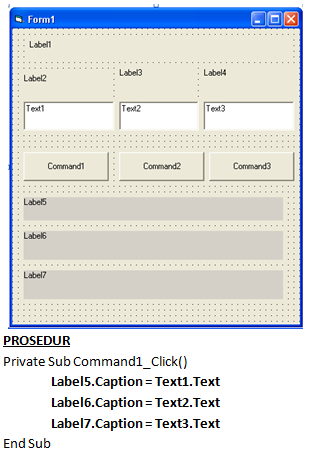 Form1
Label1
Label2 Label3 Label4
Text1 Text2 Text3
Command1 Command2 Command3
Label5
Label6
Label7
PROSEDUR
Private Sub Command1_Click()
Label5.Caption = Text1.Text
Label6.Caption = Text2.Text
Label7.Caption = Text3.Text
End Sub